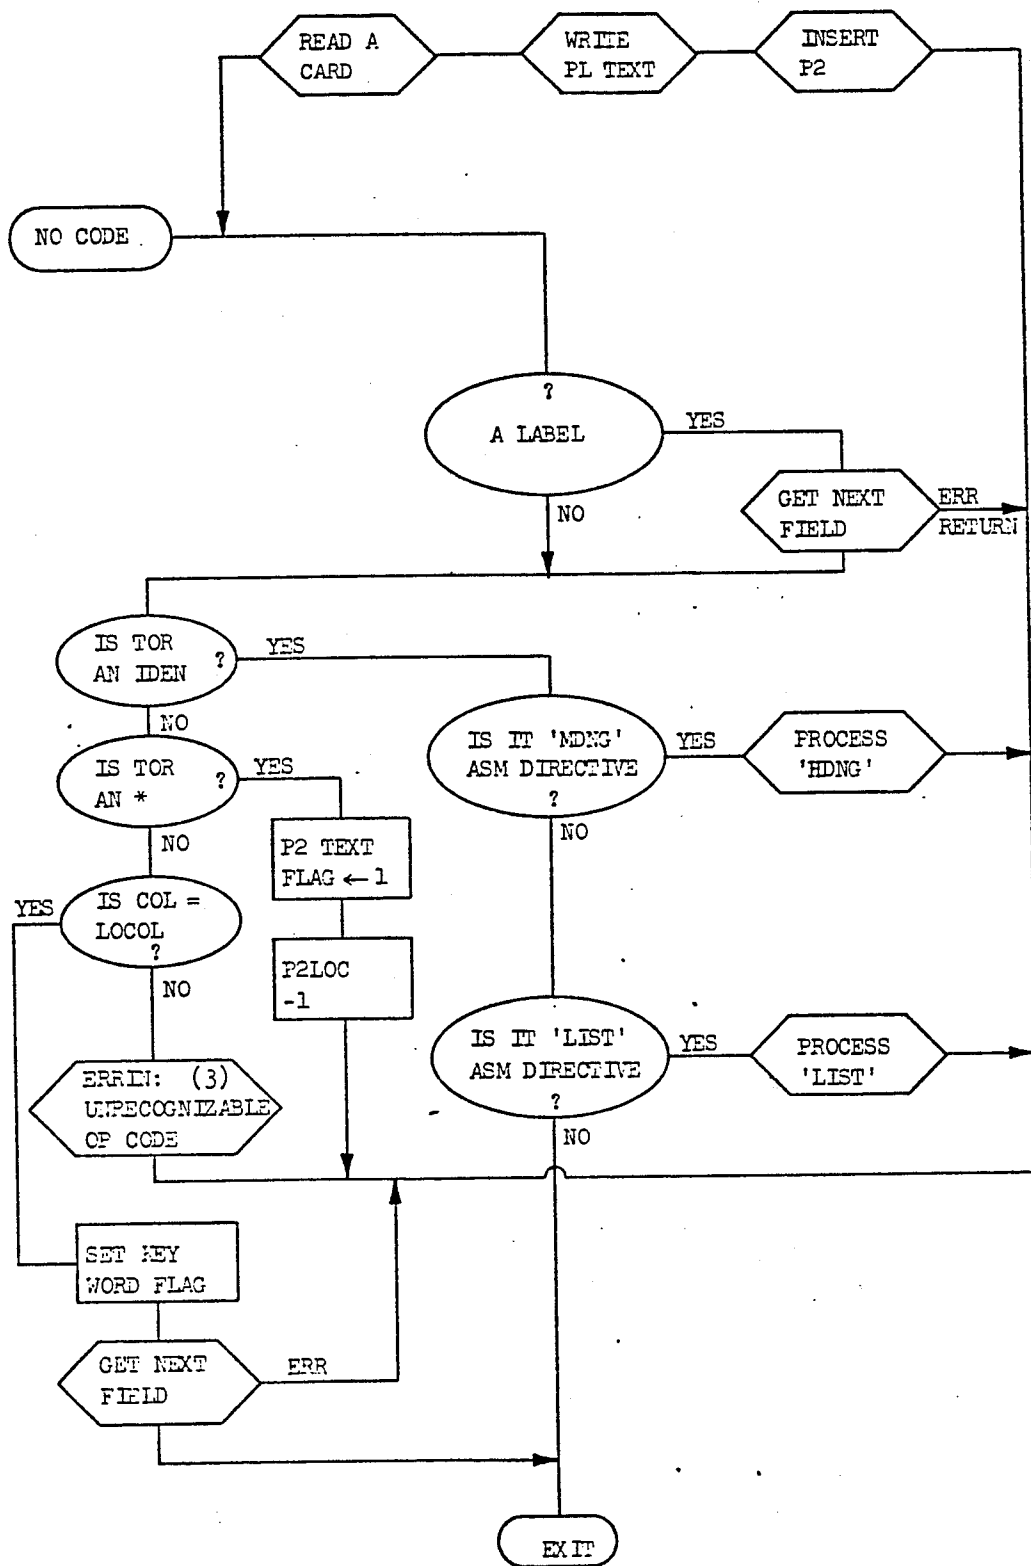 READ A
CARD
WRITE
PL TEXT
INSERT
P2
NO CODE
?
A LABEL
YES
NO
GET NEXT
FIELD
ERR
RETURN
IS TOR
AN IDEN ?
YES
NO
IS TOR
AN * ?
YES
NO
IS IT 'MDNG'
ASM DIRECTIVE
?
YES
NO
PROCESS
'HDNG'
P2 TEXT
FLAG ← 1
IS COL =
LOCOL
?
YES
NO
P2LOC
-1
IS IT 'LIST'
ASM DIRECTIVE
?
YES
NO
PROCESS
'LIST'
ERRIN: (3)
UNRECOGNIZABLE
OP CODE
SET KEY
WORD FLAG
GET NEXT
FIELD
ERR
EXIT